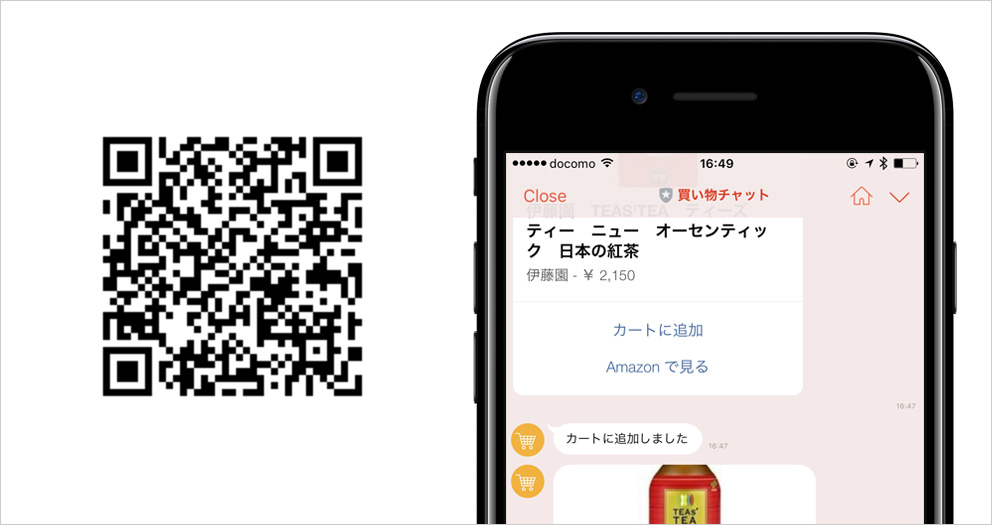 ●●●●● docomo 16:49
Close 買い物チャット
伊藤園 TEAS'TEA ティーズ
ティー ニュー オーセンティッ
ク 日本の紅茶
伊藤園 - ¥ 2,150
カートに追加
Amazon で見る
16:47
カートに追加しました 16:47
TEAs'
TEA